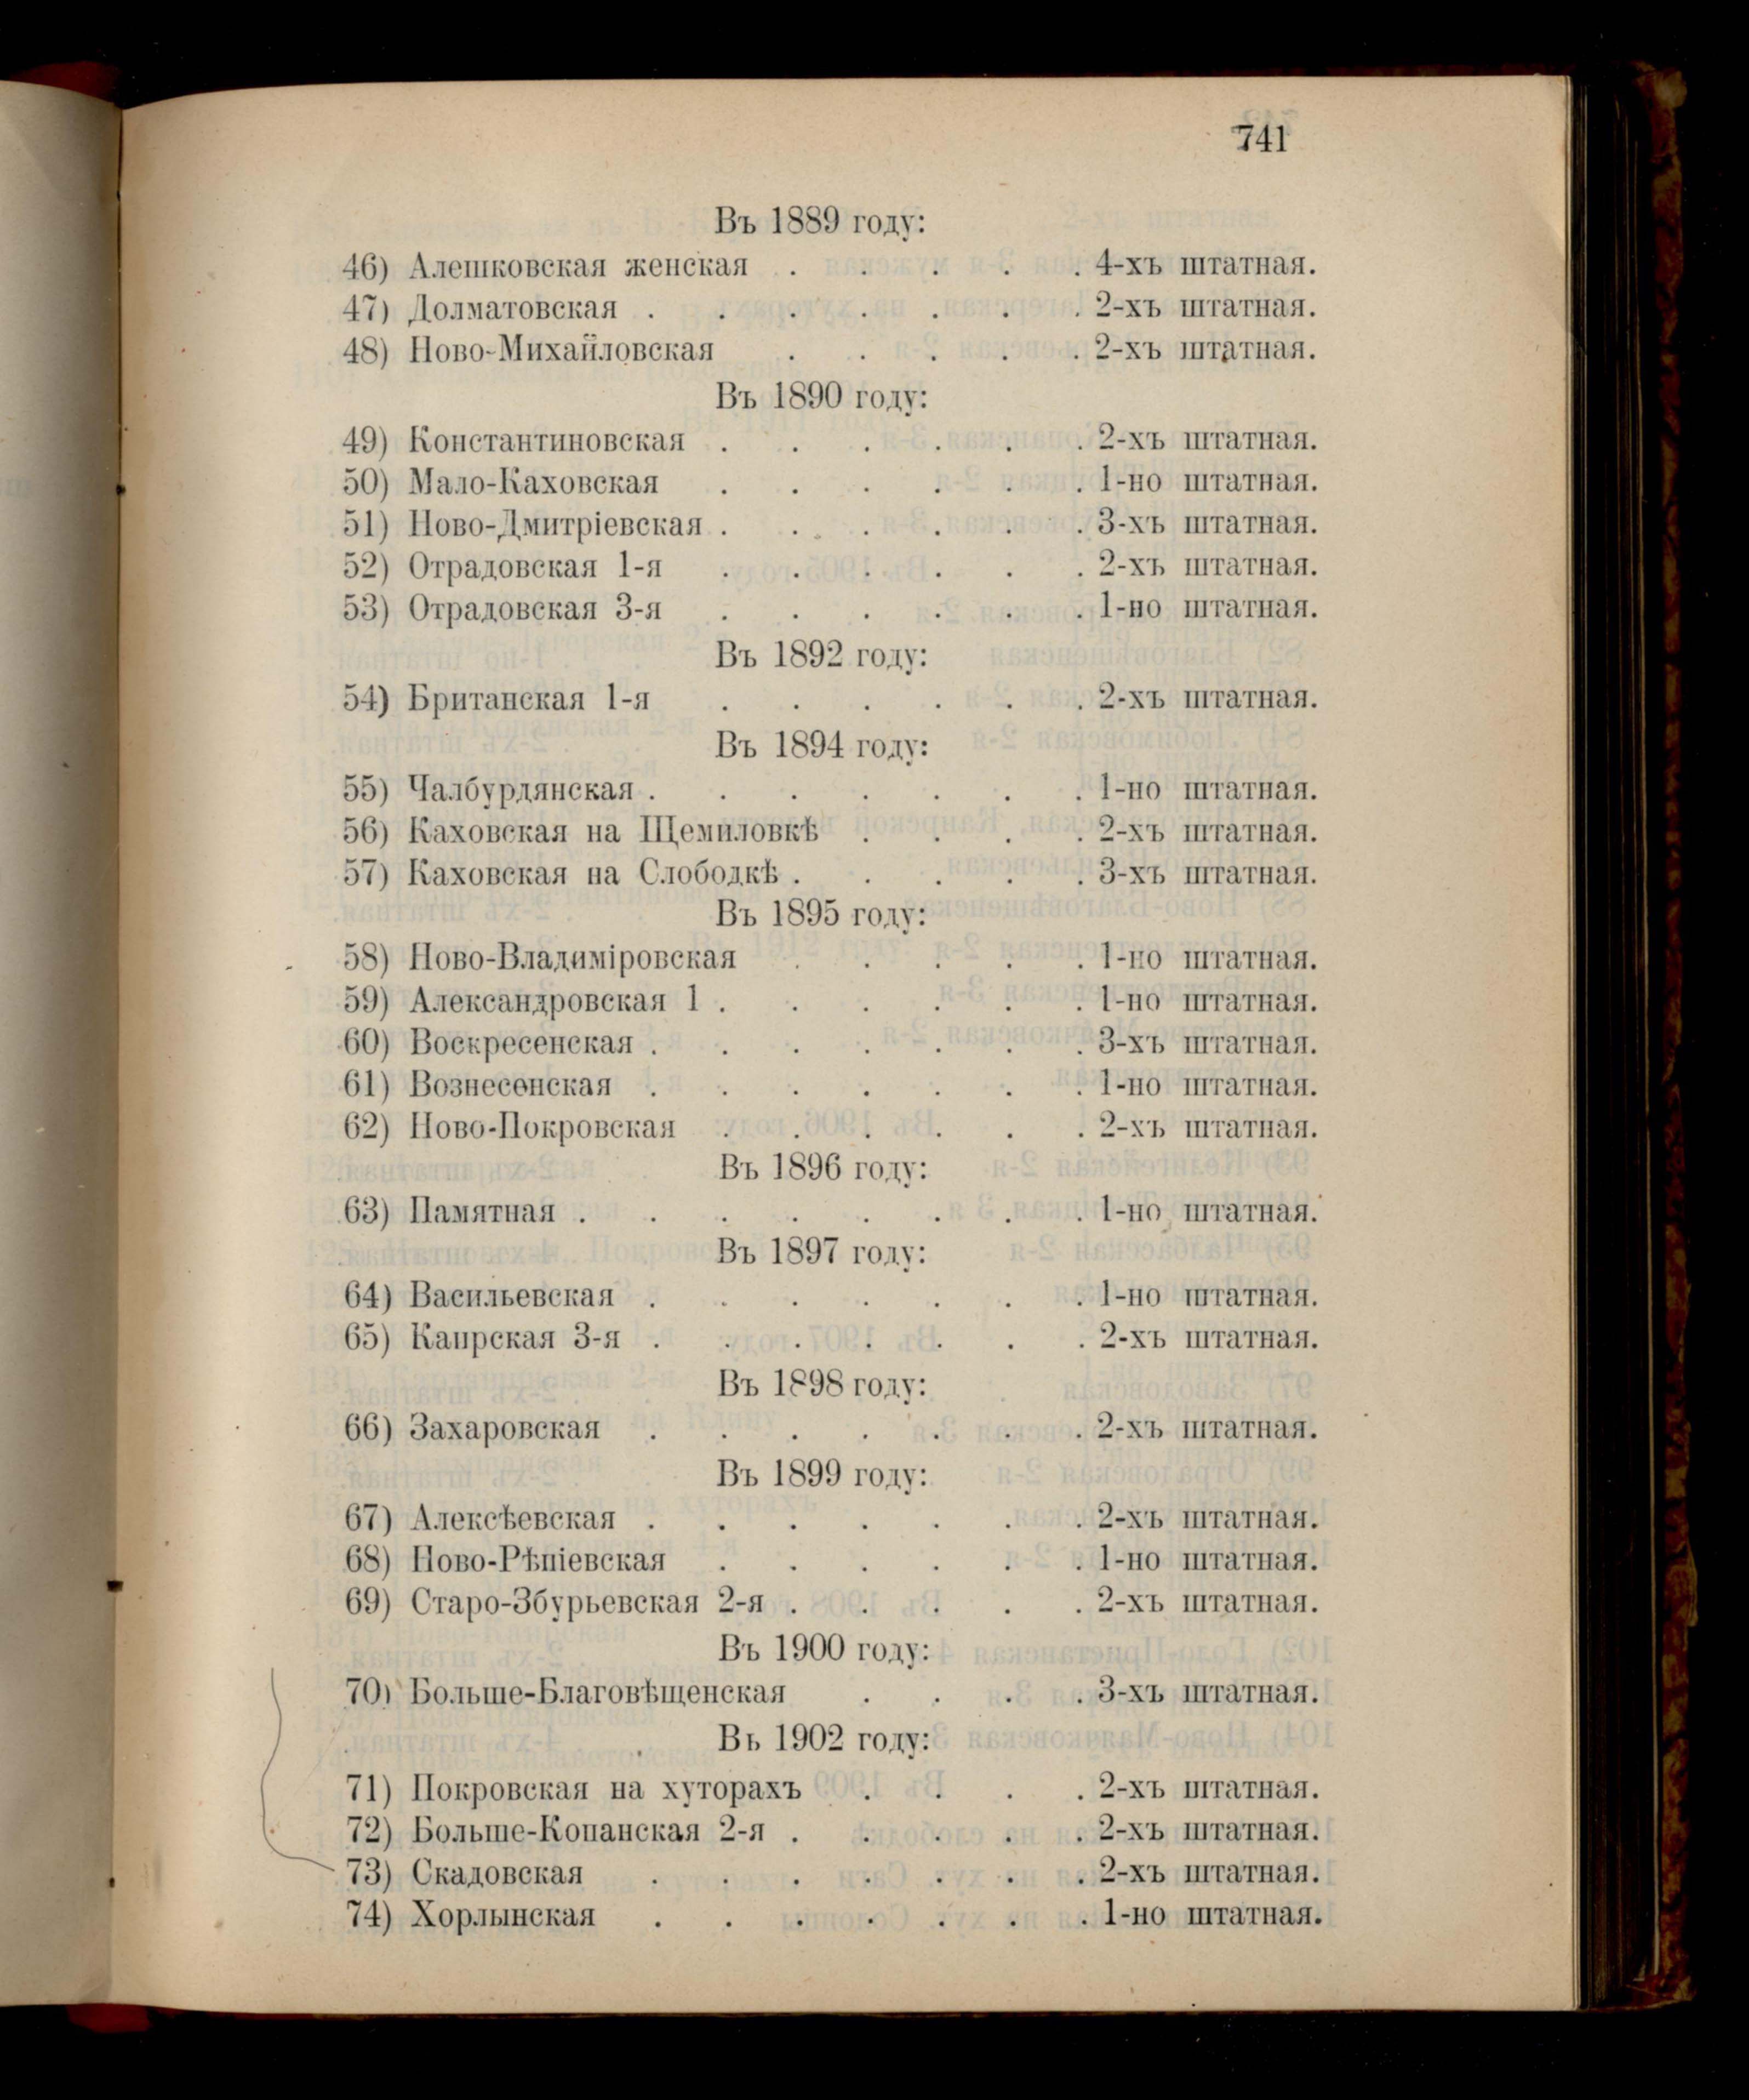 741
Въ 1889 году:
46) Алешковская женская . . . . . 4-хъ штатная.
47) Долматовская . . . . . . . 2-хъ штатная.
48) Ново-Михайловская . . . . . 2-хъ штатная.
Въ 1890 году:
49) Константиновская . . . . . . 2-хъ штатная.
50) Мало-Каховская . . . . . . 1-но штатная.
51) Ново-Дмитріевская . . . . . . 3-хъ штатная.
52) Отрадовская 1-я . . . . . . 2-хъ штатная.
53) Отрадовская 3-я . . . . . . 1-но штатная.
Въ 1892 году:
54) Британская 1-я . . . . . . 2-хъ штатная.
Въ 1894 году:
55) Чалбурдянская . . . . . . . 1-но штатная.
56) Каховская на Щемиловкѣ . . . . 2-хъ штатная.
57) Каховская на Слободкѣ . . . . . 3-хъ штатная.
Въ 1895 году:
58) Ново-Владиміровская . . . . . 1-но штатная.
59) Александровская 1 . . . . . . 1-но штатная.
60) Воскресенская . . . . . . . 3-хъ штатная.
61) Вознесенская . . . . . . . 1-но штатная.
62) Ново-Покровская . . . . . . 2-хъ штатная.
Въ 1896 году:
63) Памятная . . . . . . . . 1-но штатная.
Въ 1897 году:
64) Васильевская . . . . . . . 1-но штатная.
65) Каирская 3-я . . . . . . . 2-хъ штатная.
Въ 1898 году:
66) Захаровская . . . . . . . 2-хъ штатная.
Въ 1899 году:
67) Алексѣевская . . . . . . . 2-хъ штатная.
68) Ново-Рѣпіевская . . . . . . 1-но штатная.
69) Старо-Збурьевская 2-я . . . . . 2-хъ штатная.
Въ 1900 году:
70) Больше-Благовѣщенская . . . . 3-хъ штатная.
Вь 1902 году:
71) Покровская на хуторахъ . . . . 2-хъ штатная.
72) Больше-Копанская 2-я . . . . . 2-хъ штатная.
73) Скадовская . . . . . . . 2-хъ штатная.
74) Хорлынская . . . . . . . 1-но штатная.